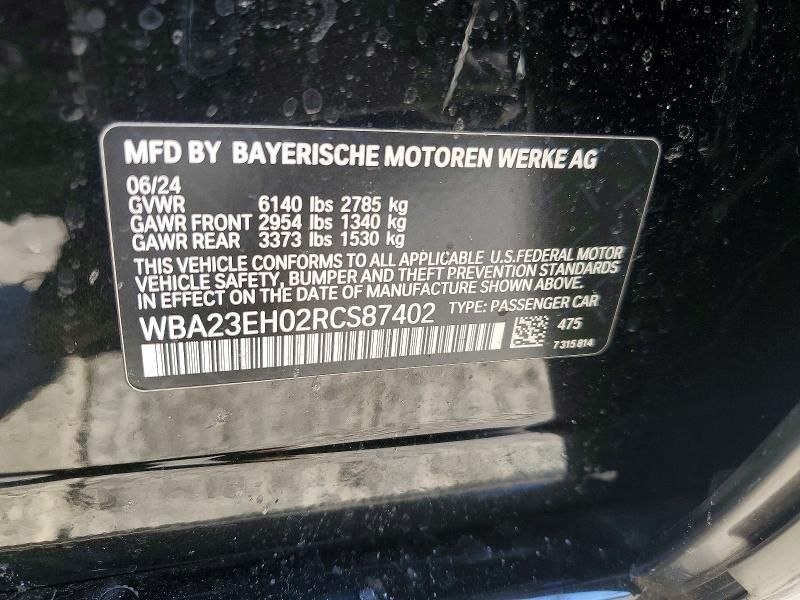 MFD BY BAYERISCHE MOTOREN WERKE AG
06/24
GVWR 6140 lbs 2785 kg
GAWR FRONT 2954 lbs 1340 kg
GAWR REAR 3373 lbs 1530 kg
THIS VEHICLE CONFORMS TO ALL APPLICABLE U.S.FEDERAL MOTOR
VEHICLE SAFETY, BUMPER AND THEFT PREVENTION STANDARDS
IN EFFECT ON THE DATE OF MANUFACTURE SHOWN ABOVE.
WBA23EH02RCS87402 TYPE: PASSENGER CAR
475
7 315 814